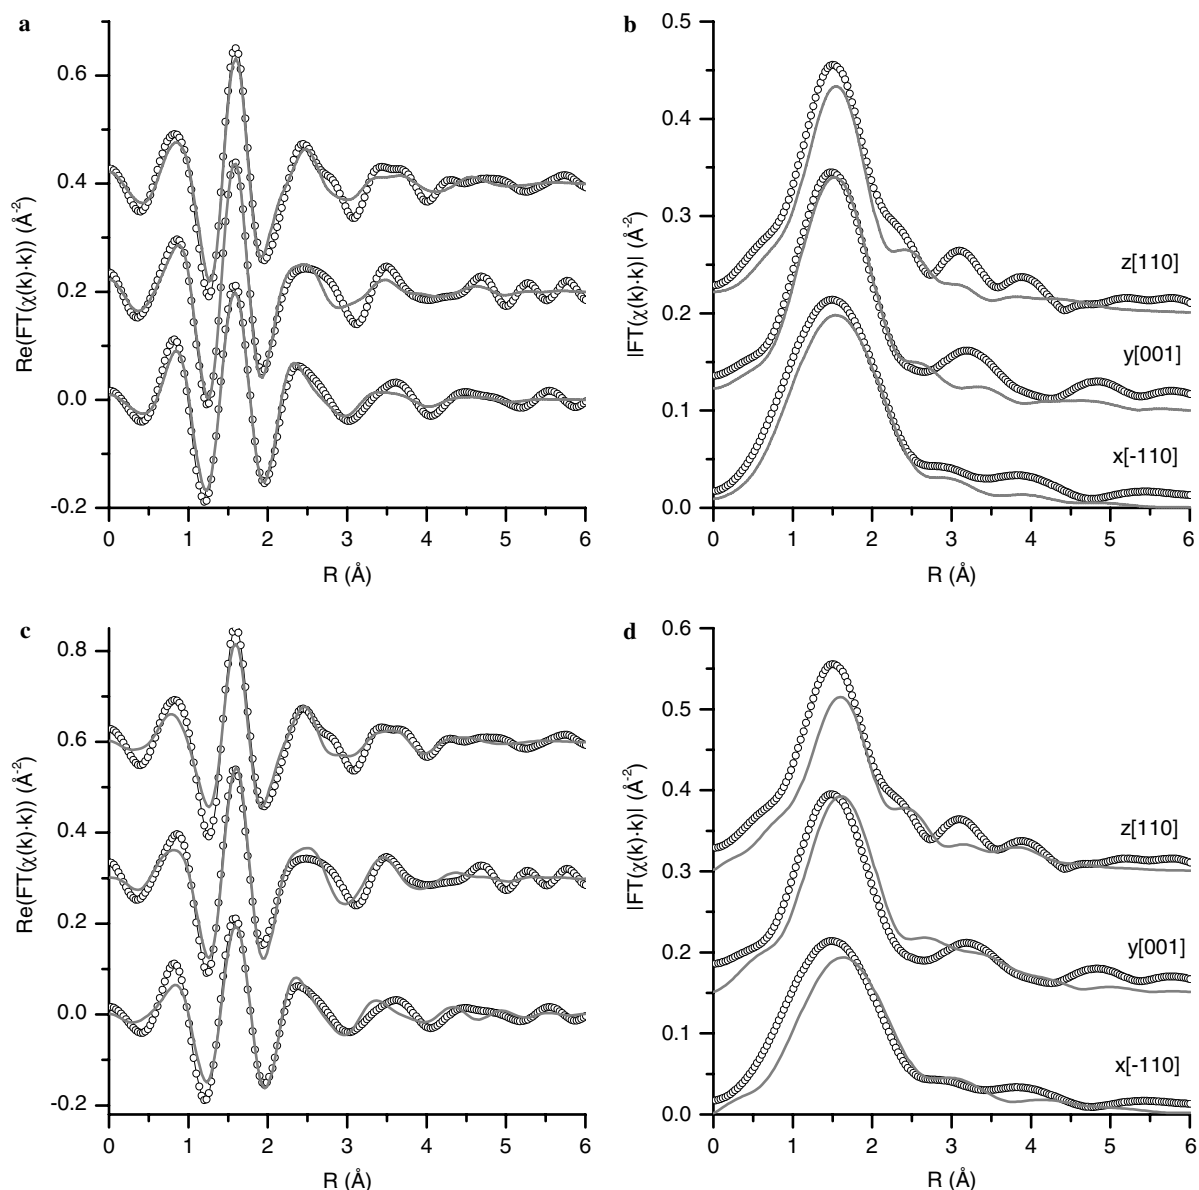 a
Re(FT(χ(k)·k)) (Å-2)
0.6
0.4
0.2
0.0
-0.2
0 1 2 3 4 5 6
R (Å)
b
|FT(χ(k)·k)| (Å-2)
0.5
0.4
0.3
0.2
0.1
0.0
z[110]
y[001]
x[-110]
0 1 2 3 4 5 6
R (Å)
c
Re(FT(χ(k)·k)) (Å-2)
0.8
0.6
0.4
0.2
0.0
-0.2
0 1 2 3 4 5 6
R (Å)
d
|FT(χ(k)·k)| (Å-2)
0.6
0.5
0.4
0.3
0.2
0.1
0.0
z[110]
y[001]
x[-110]
0 1 2 3 4 5 6
R (Å)